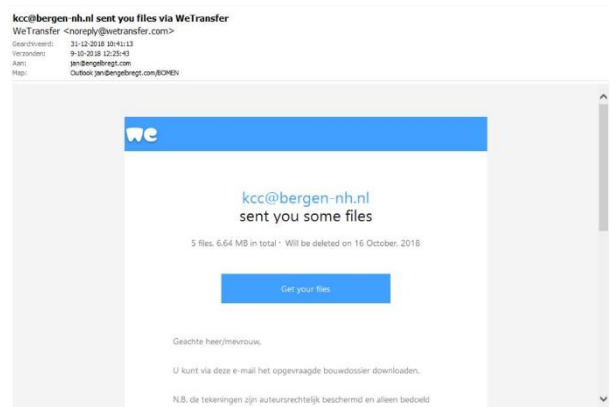 kcc@bergen-nh.nl sent you files via WeTransfer
WeTransfer <noreply@wetransfer.com>
Gearchiveerd: 31-12-2018 10:41:13
Verzonden: 9-10-2018 12:25:43
Aan: jan@engelbregt.com
Map: Outlook jan@engelbregt.com/BOMEN
we
kcc@bergen-nh.nl
sent you some files
5 files, 6.64 MB in total · Will be deleted on 16 October, 2018
Get your files
Geachte heer/mevrouw,
U kunt via deze e-mail het opgevraagde bouwdossier downloaden.
N.B. de tekeningen zijn auteursrechtelijk beschermd en alleen bedoeld